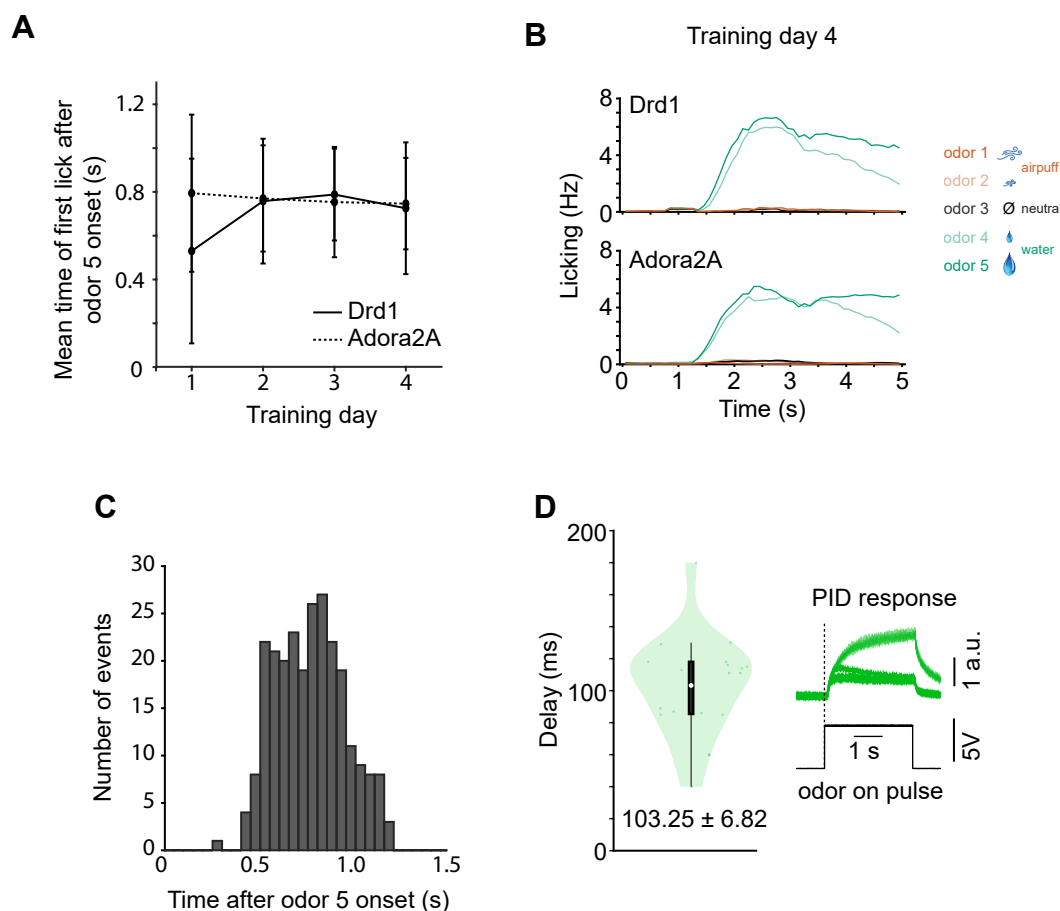 A
Mean time of first lick after
odor 5 onset (s)
1.2
0.8
0.4
0
Drd1
Adora2A
1 2 3 4
Training day
B
Training day 4
Licking (Hz)
8
Drd1
4
0
8
Adora2A
4
0
0 1 2 3 4 5
Time (s)
odor 1
airpuff
odor 2
odor 3 Ø neutra
odor 4
water
odor 5
C
Number of events
30
25
20
15
10
5
0
0 0.5 1.0 1.5
Time after odor 5 onset (s)
D
Delay (ms)
200
100
0
103.25 ± 6.82
PID response
1 a.u.
1 s
5V
odor on pulse